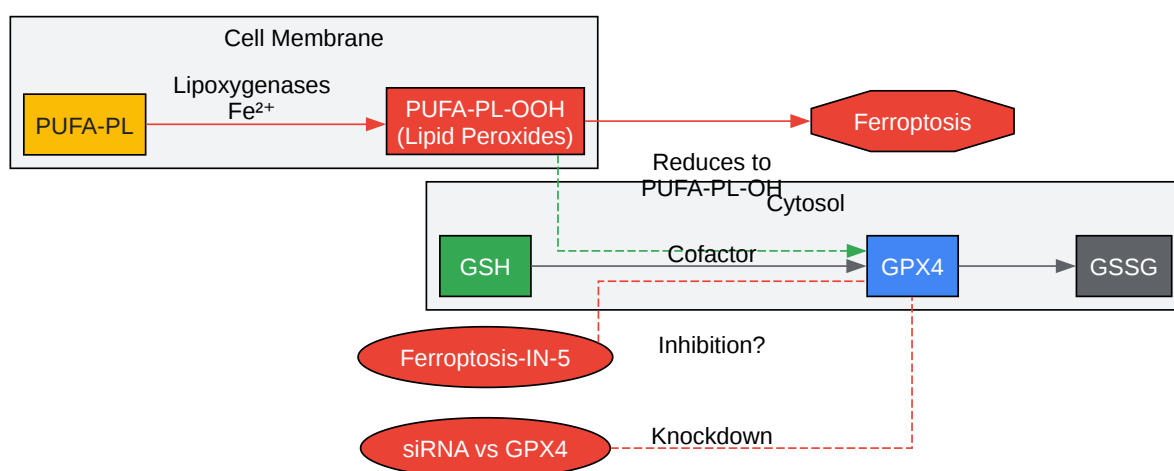 Cell Membrane
PUFA-PL
Lipoxygenases
Fe²⁺
PUFA-PL-OOH
(Lipid Peroxides)
Ferroptosis
Reduces to
PUFA-PL-OH
Cytosol
GSH
Cofactor
GPX4
GSSG
Ferroptosis-IN-5
Inhibition?
siRNA vs GPX4
Knockdown